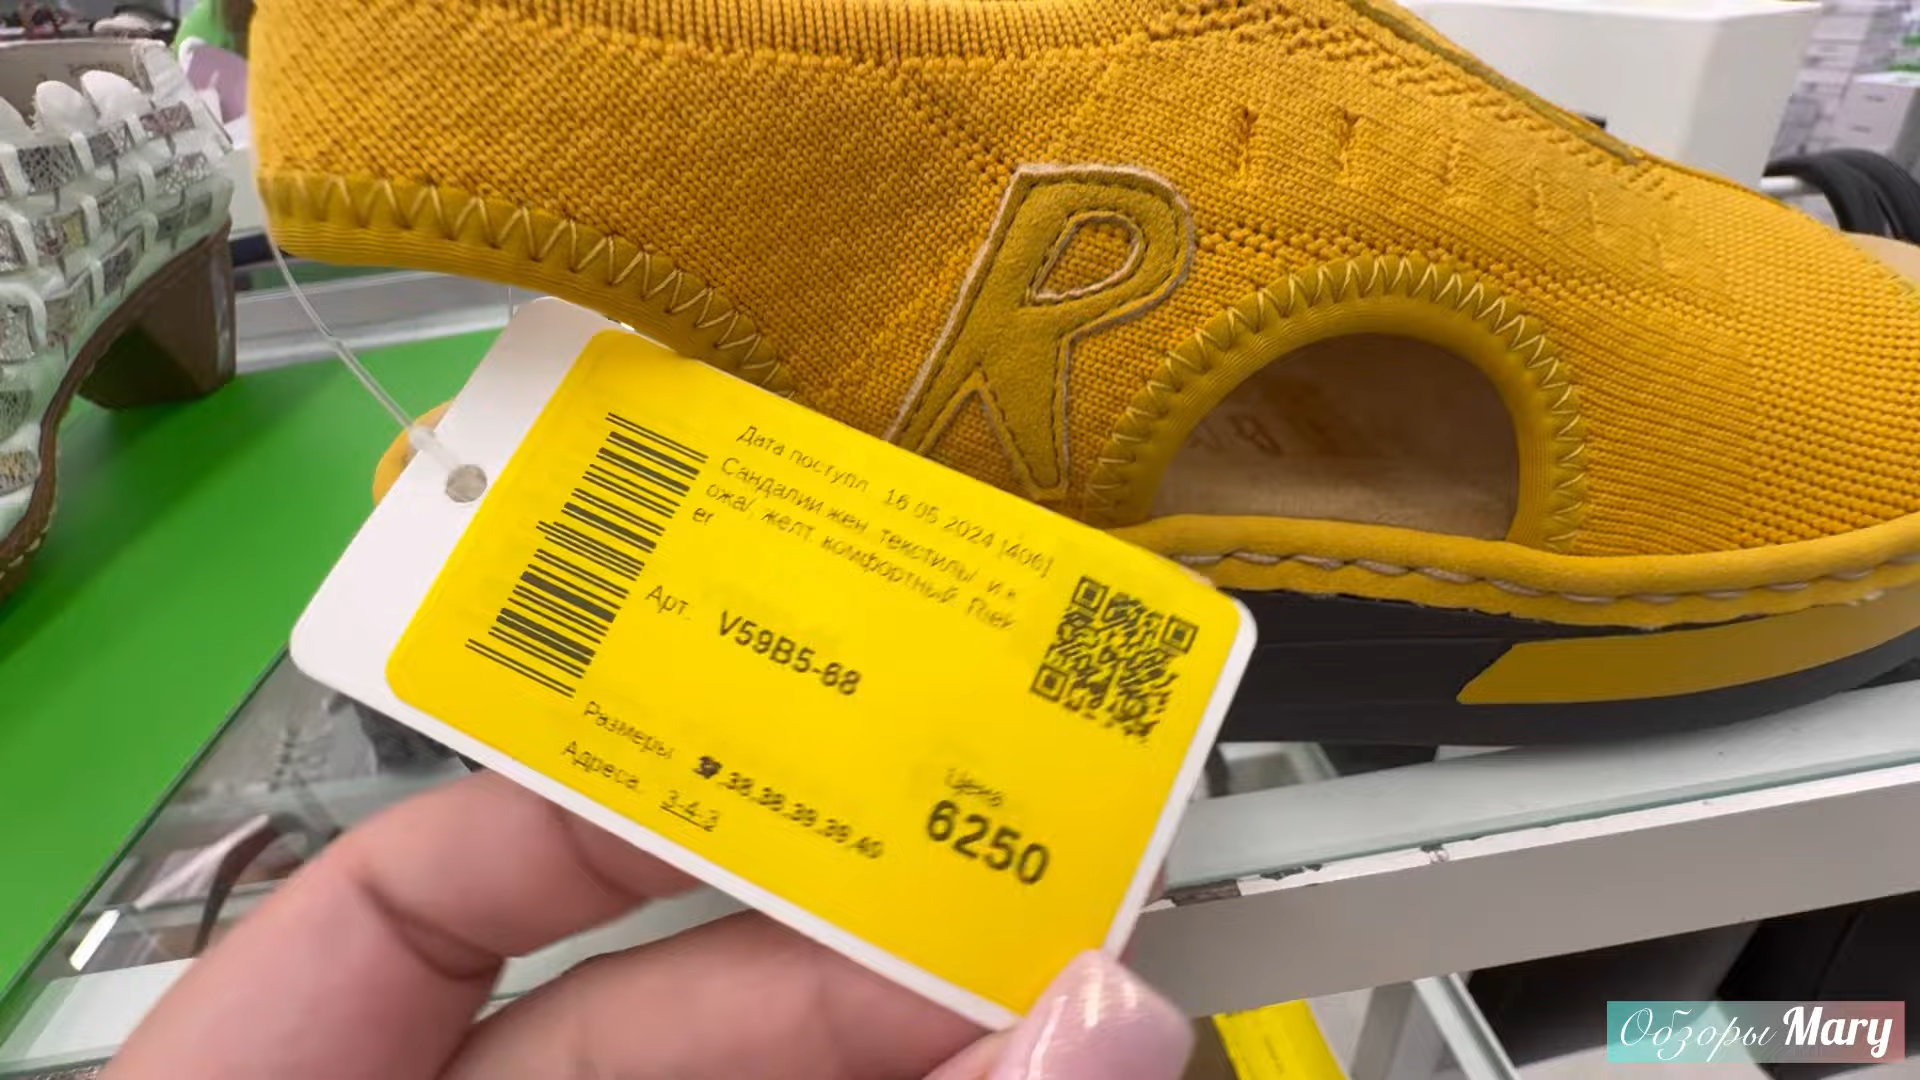 R
Дата поступл. 16.05.2024 [406]
Сандалии жен. текстиль/ и.к
ожа/, желт. комфортный Riek
er
Арт. V59B5-68
Размеры: 38,38,39,39,40
Адреса: 3-4-3
Цена
6250
Обзоры Mary